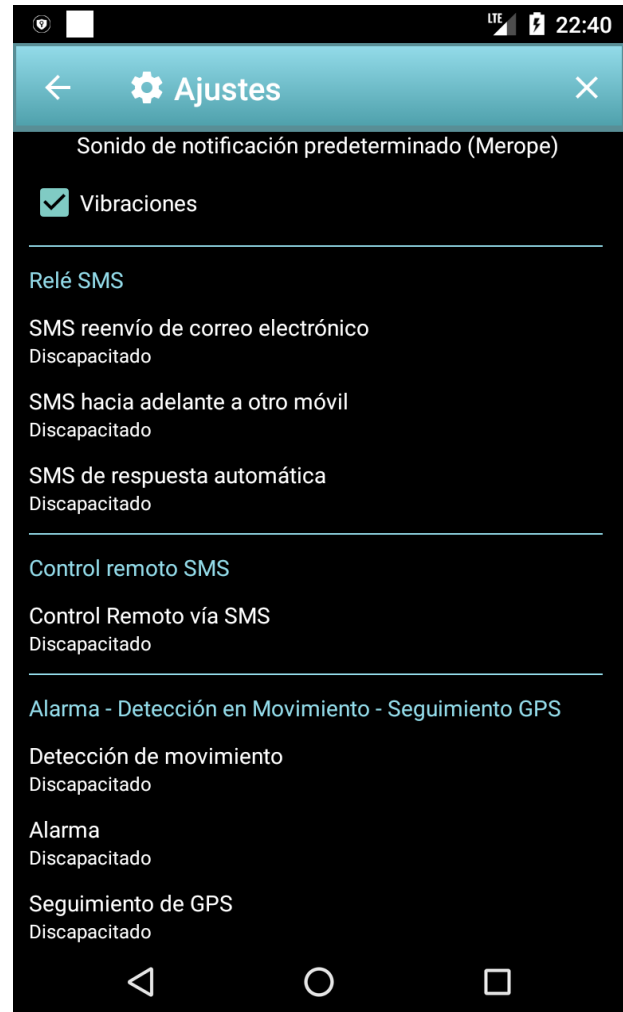 LTE 22:40
Ajustes
Sonido de notificación predeterminado (Merope)
Vibraciones
Relé SMS
SMS reenvío de correo electrónico
Discapacitado
SMS hacia adelante a otro móvil
Discapacitado
SMS de respuesta automática
Discapacitado
Control remoto SMS
Control Remoto vía SMS
Discapacitado
Alarma - Detección en Movimiento - Seguimiento GPS
Detección de movimiento
Discapacitado
Alarma
Discapacitado
Seguimiento de GPS
Discapacitado